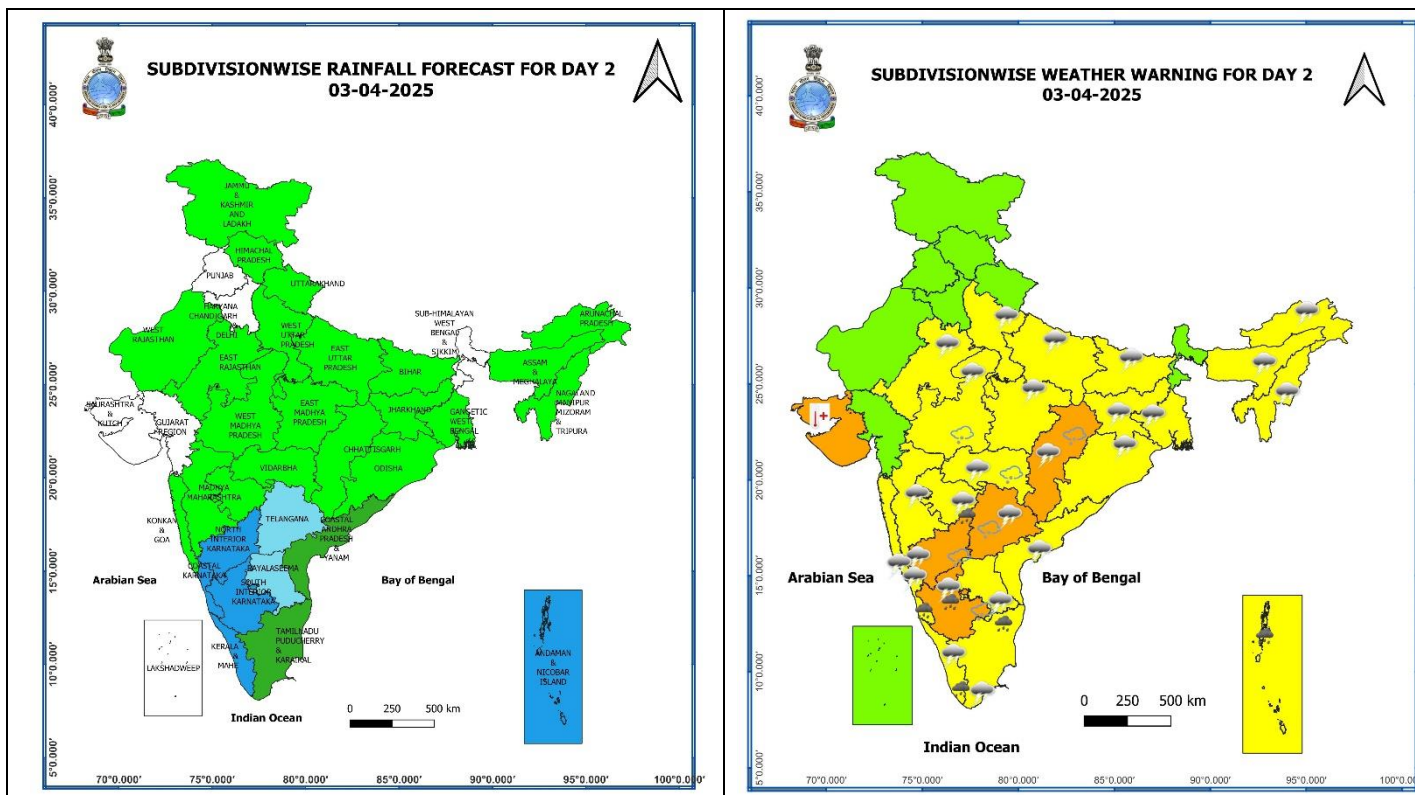 SUBDIVISIONWISE RAINFALL FORECAST FOR DAY 2
03-04-2025
40°0.000'
35°0.000'
30°0.000'
25°0.000'
20°0.000'
15°0.000'
10°0.000'
5°0.000'
JAMMU
&
KASHMIR
AND
LADAKH
HIMACHAL
PRADESH
PUNJAB
UTTARAKHAND
HARYANA
CHANDIGARH
&
DELHI
WEST
RAJASTHAN
WEST
UTTAR
PRADESH
SUB-HIMALAYAN
WEST
BENGAL
&
SIKKIM
ARUNACHAL
PRADESH
EAST
RAJASTHAN
EAST
UTTAR
PRADESH
BIHAR
ASSAM
&
MEGHALAYA
NAGALAND
MANIPUR
MIZORAM
&
TRIPURA
SAURASHTRA
&
KUTCH
GUJARAT
REGION
WEST
MADHYA
PRADESH
EAST
MADHYA
PRADESH
JHARKHAND
GANGETIC
WEST
BENGAL
CHHATTISGARH
ODISHA
VIDARBHA
MADHYA
MAHARASHTRA
KONKAN
&
GOA
TELANGANA
COASTAL
ANDHRA
PRADESH
&
YANAM
NORTH
INTERIOR
KARNATAKA
COASTAL
KARNATAKA
RAYALASEEMA
SOUTH
INTERIOR
KARNATAKA
Arabian Sea
Bay of Bengal
TAMILNADU
PUDUCHERRY
&
KARAIKAL
KERALA
&
MAHE
LAKSHADWEEP
ANDAMAN
&
NICOBAR
ISLAND
Indian Ocean
0 250 500 km
70°0.000' 75°0.000' 80°0.000' 85°0.000' 90°0.000' 95°0.000' 100°0.000'
SUBDIVISIONWISE WEATHER WARNING FOR DAY 2
03-04-2025
40°0.000'
35°0.000'
30°0.000'
25°0.000'
20°0.000'
15°0.000'
10°0.000'
5°0.000'
Arabian Sea
Bay of Bengal
Indian Ocean
0 250 500 km
70°0.000' 75°0.000' 80°0.000' 85°0.000' 90°0.000' 95°0.000'